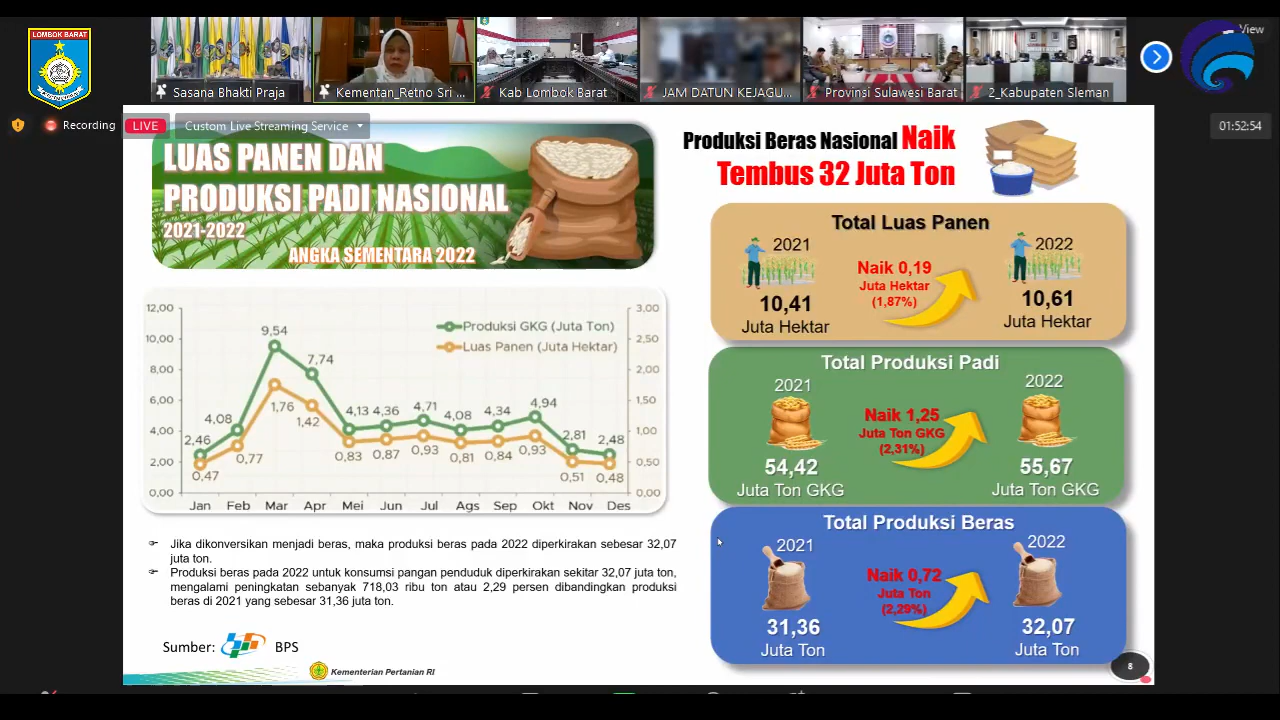 LOMBOK BARAT
Sasana Bhakti Praja
Kementan_Retno Sri ...
Kab Lombok Barat
JAM DATUN KEJAGU...
Provinsi Sulawesi Barat
2_Kabupaten Sleman
View
Recording
LIVE
Custom Live Streaming Service
01:52:54
LUAS PANEN DAN
PRODUKSI PADI NASIONAL
2021-2022
ANGKA SEMENTARA 2022
Produksi Beras Nasional Naik
Tembus 32 Juta Ton
12,00
10,00
8,00
6,00
4,00
2,00
0,00
3,00
2,50
2,00
1,50
1,00
0,50
0,00
Produksi GKG (Juta Ton)
Luas Panen (Juta Hektar)
2,46
4,08
9,54
7,74
4,13
4,36
4,71
4,08
4,34
4,94
2,81
2,48
0,47
0,77
1,76
1,42
0,83
0,87
0,93
0,81
0,84
0,93
0,51
0,48
Jan Feb Mar Apr Mei Jun Jul Ags Sep Okt Nov Des
Jika dikonversikan menjadi beras, maka produksi beras pada 2022 diperkirakan sebesar 32,07
juta ton.
Produksi beras pada 2022 untuk konsumsi pangan penduduk diperkirakan sekitar 32,07 juta ton,
mengalami peningkatan sebanyak 718,03 ribu ton atau 2,29 persen dibandingkan produksi
beras di 2021 yang sebesar 31,36 juta ton.
Sumber: BPS
Kementerian Pertanian RI
Total Luas Panen
2021
2022
Naik 0,19
Juta Hektar
(1,87%)
10,41
Juta Hektar
10,61
Juta Hektar
Total Produksi Padi
2021
2022
Naik 1,25
Juta Ton GKG
(2,31%)
54,42
Juta Ton GKG
55,67
Juta Ton GKG
Total Produksi Beras
2021
2022
Naik 0,72
Juta Ton
(2,29%)
31,36
Juta Ton
32,07
Juta Ton
8